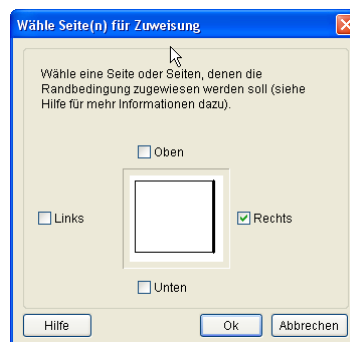 Wähle Seite(n) für Zuweisung
Wähle eine Seite oder Seiten, denen die
Randbedingung zugewiesen werden soll (siehe
Hilfe für mehr Informationen dazu).
Oben
Links
Rechts
Unten
Hilfe
Ok
Abbrechen